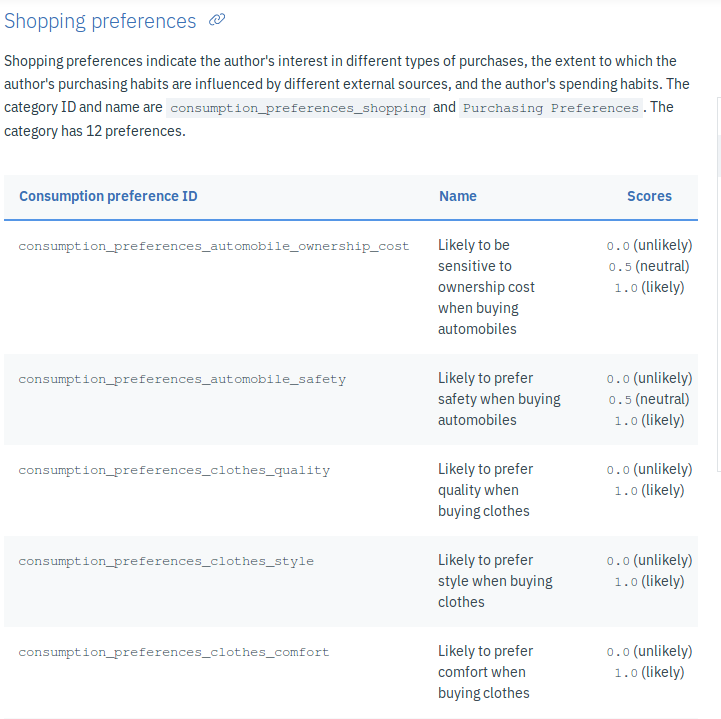 Shopping preferences
Shopping preferences indicate the author's interest in different types of purchases, the extent to which the
author's purchasing habits are influenced by different external sources, and the author's spending habits. The
category ID and name are consumption_preferences_shopping and Purchasing Preferences. The
category has 12 preferences.
Consumption preference ID Name Scores
consumption_preferences_automobile_ownership_cost Likely to be 0.0 (unlikely)
sensitive to 0.5 (neutral)
ownership cost 1.0 (likely)
when buying
automobiles
consumption_preferences_automobile_safety Likely to prefer 0.0 (unlikely)
safety when buying 0.5 (neutral)
automobiles 1.0 (likely)
consumption_preferences_clothes_quality Likely to prefer 0.0 (unlikely)
quality when 1.0 (likely)
buying clothes
consumption_preferences_clothes_style Likely to prefer 0.0 (unlikely)
style when buying 1.0 (likely)
clothes
consumption_preferences_clothes_comfort Likely to prefer 0.0 (unlikely)
comfort when 1.0 (likely)
buying clothes